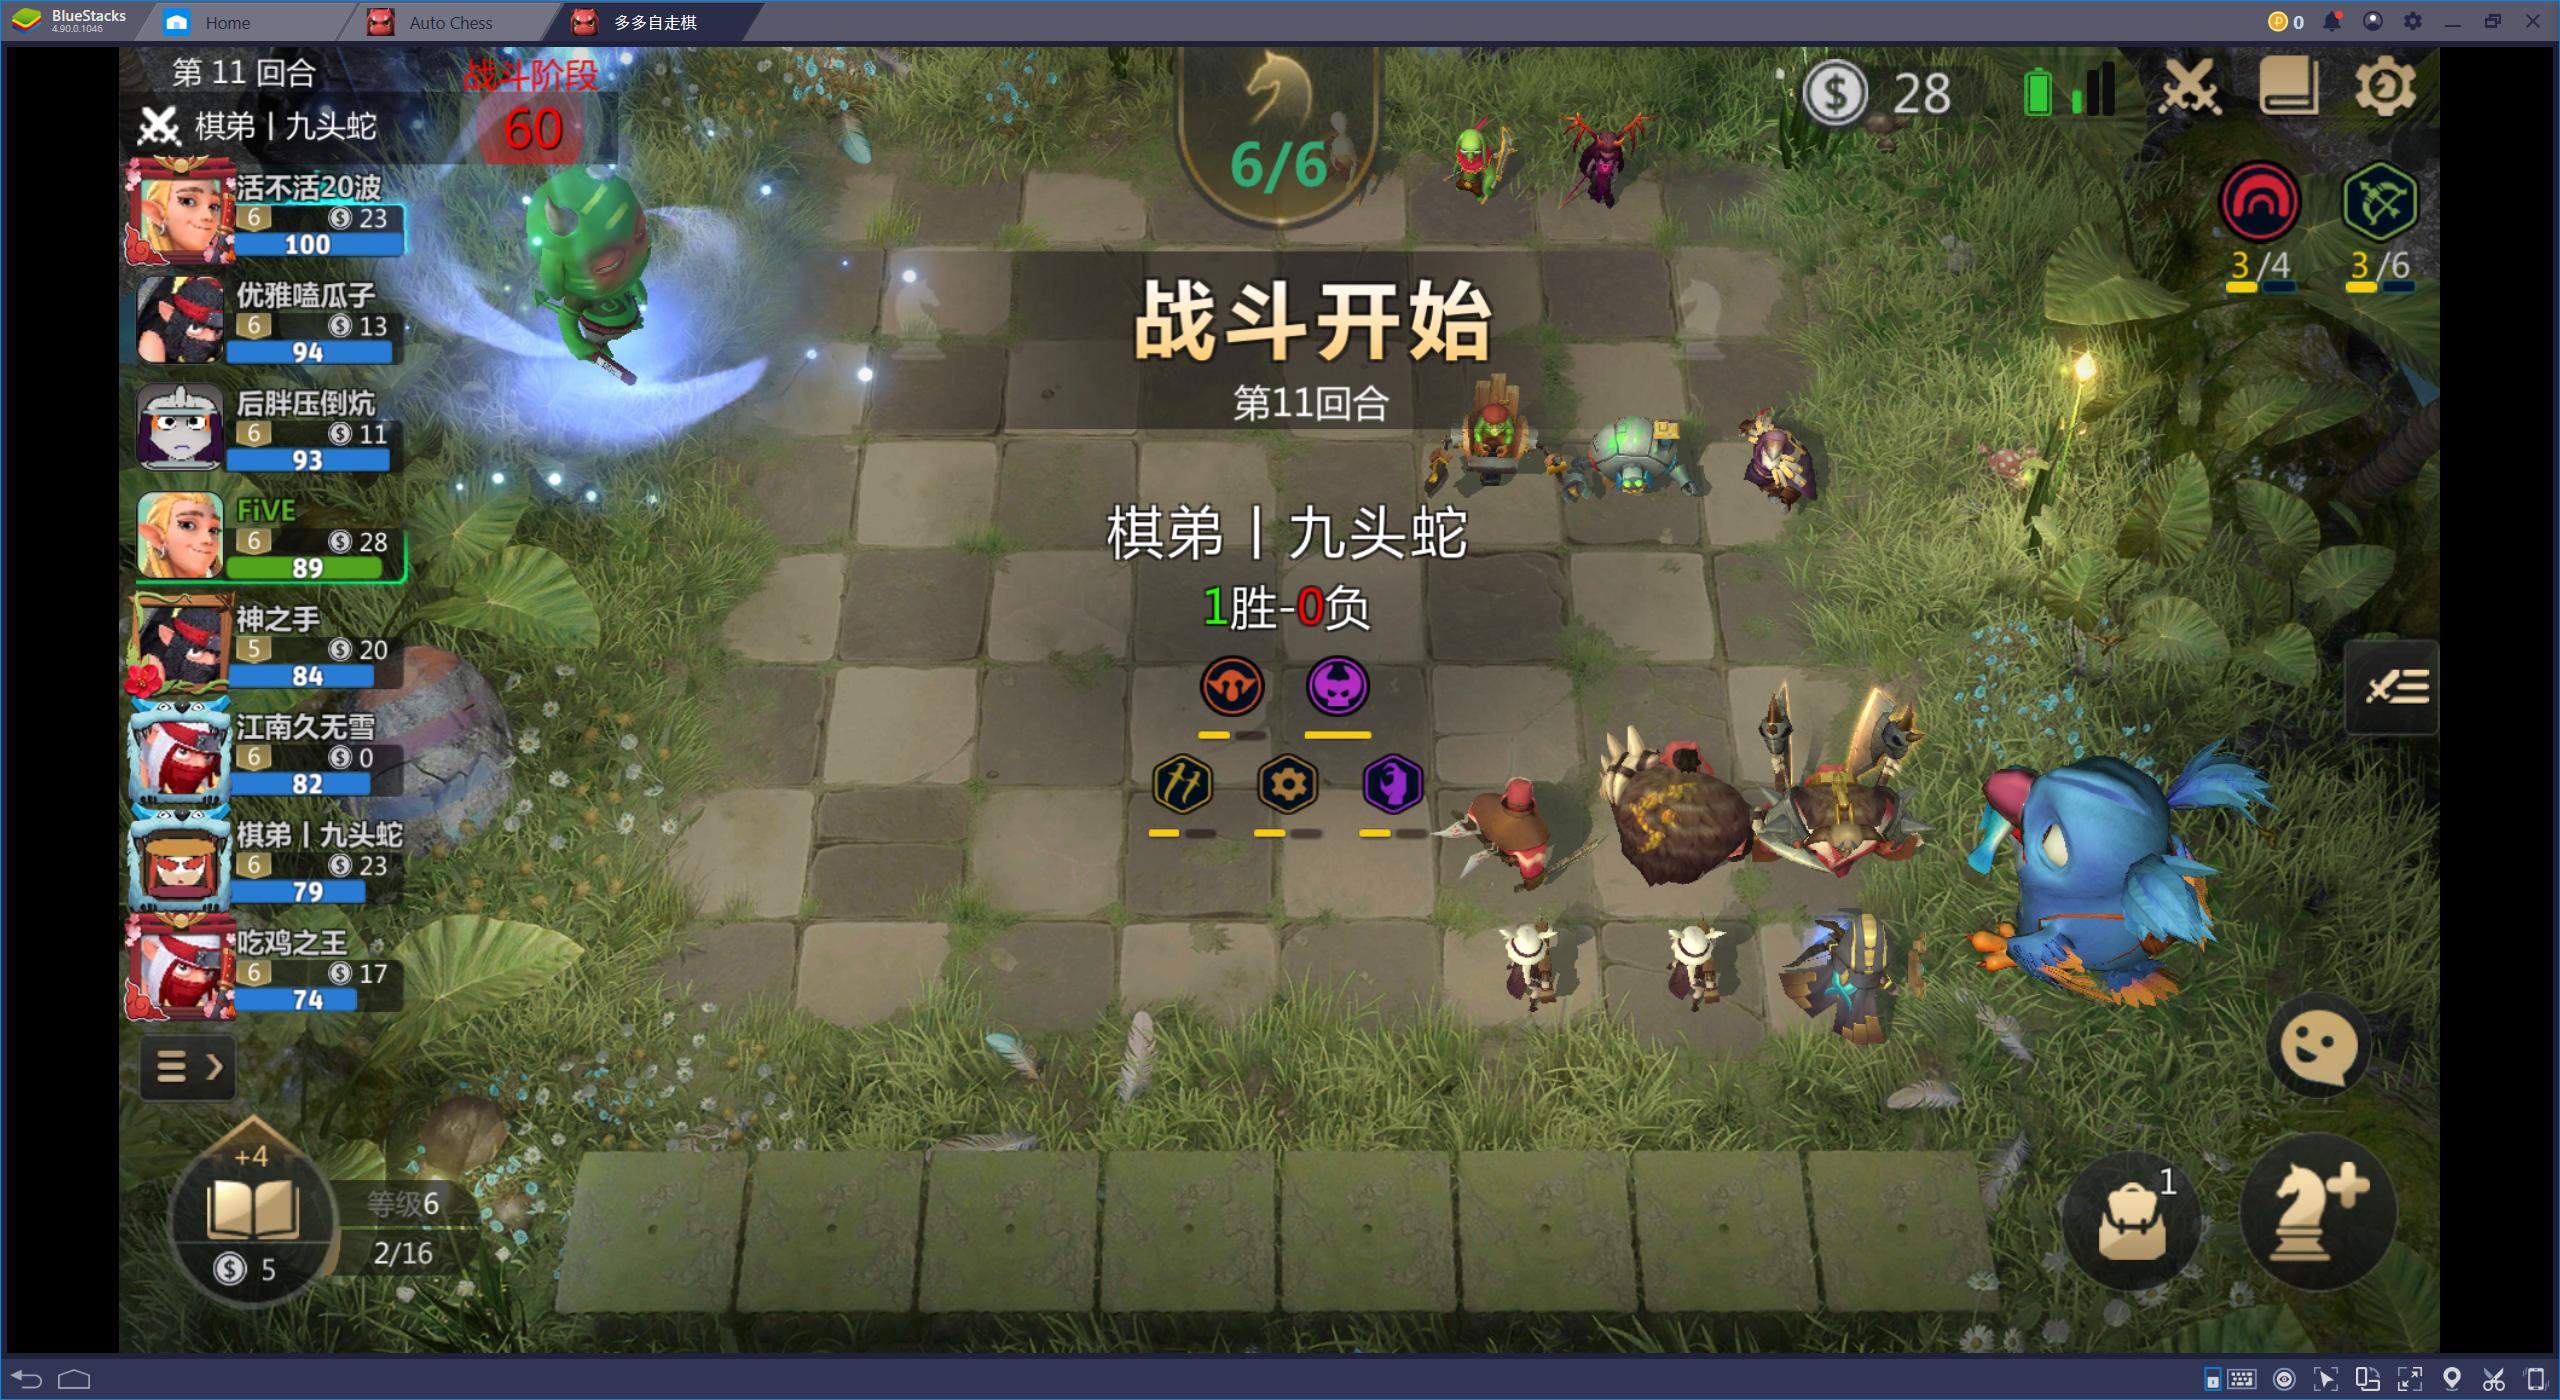 BlueStacks
4.90.0.1046
Home
Auto Chess
多多自走棋
0
第 11 回合
战斗阶段
棋弟丨九头蛇
60
6/6
28
3/4
3/6
活不活20波
6
23
100
优雅嗑瓜子
6
13
94
后胖压倒炕
6
11
93
FiVE
6
28
89
神之手
5
20
84
江南久无雪
6
0
82
棋弟丨九头蛇
6
23
79
吃鸡之王
6
17
74
战斗开始
第11回合
棋弟丨九头蛇
1胜-0负
+4
5
等级6
2/16
1